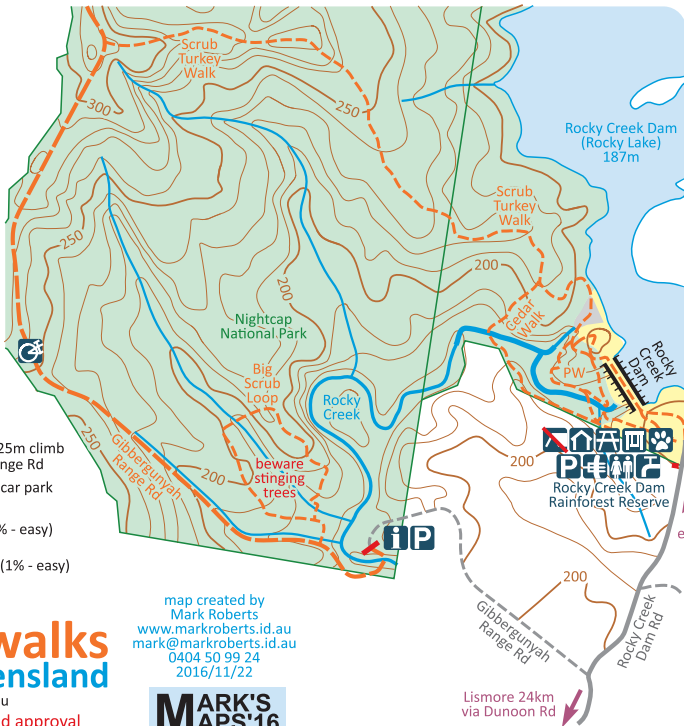 Scrub
Turkey
Walk
300
250
Rocky Creek Dam
(Rocky Lake)
187m
Scrub
Turkey
Walk
250
200
200
Nightcap
National Park
Cedar
Walk
PW
Rocky
Creek
Dam
Big
Scrub
Loop
Rocky
Creek
25m climb
nge Rd
car park
% - easy)
(1% - easy)
250
Gibbergunyah
Range Rd
200
beware
stinging
trees
200
P
Rocky Creek Dam
Rainforest Reserve
i P
e
200
Gibbergunyah
Range Rd
Rocky Creek
Dam Rd
Lismore 24km
via Dunoon Rd
walks
ensland
u
d approval
map created by
Mark Roberts
www.markroberts.id.au
mark@markroberts.id.au
0404 50 99 24
2016/11/22
MARK'S
MAPS'16